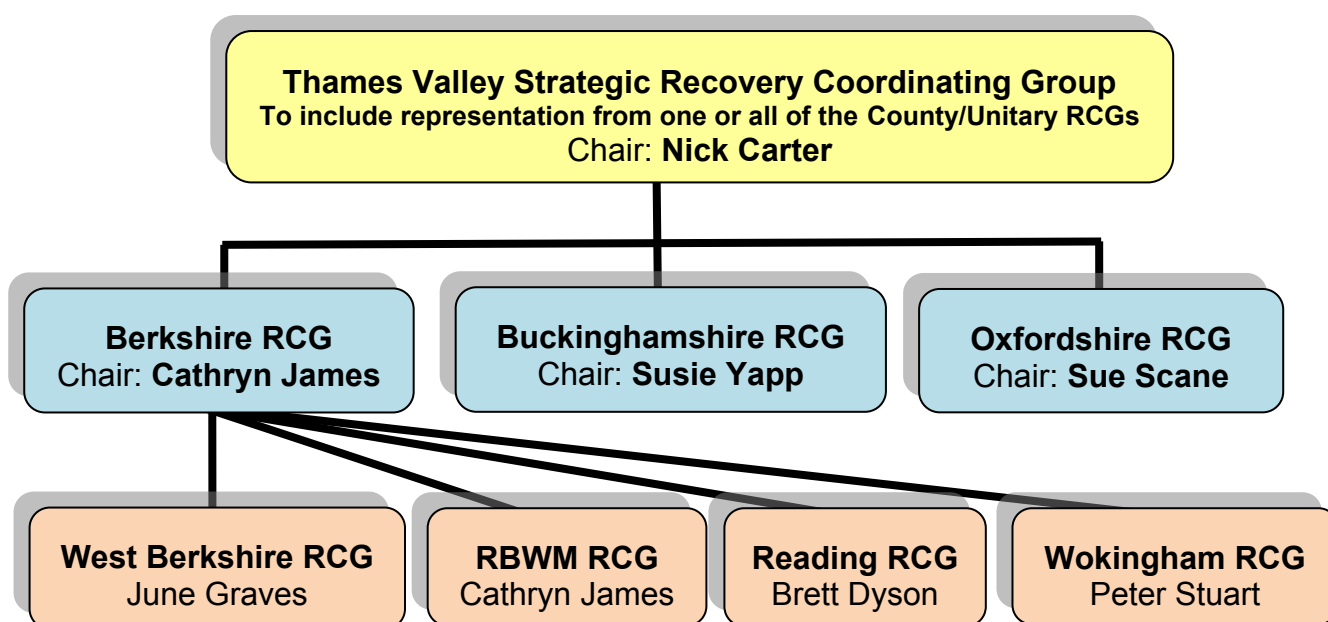 Thames Valley Strategic Recovery Coordinating Group
To include representation from one or all of the County/Unitary RCGs
Chair: Nick Carter
Berkshire RCG
Chair: Cathryn James
Buckinghamshire RCG
Chair: Susie Yapp
Oxfordshire RCG
Chair: Sue Scane
West Berkshire RCG
June Graves
RBWM RCG
Cathryn James
Reading RCG
Brett Dyson
Wokingham RCG
Peter Stuart